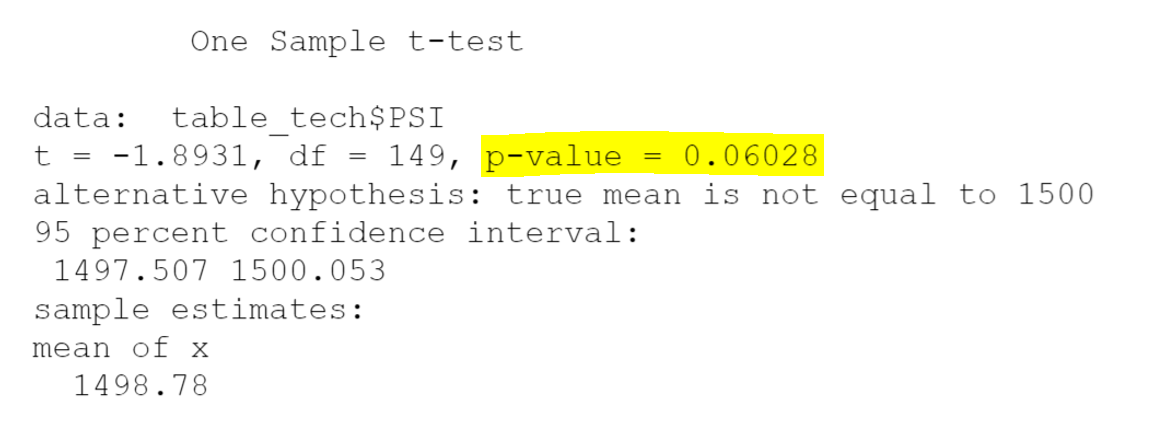 One Sample t-test
data: table_tech$PSI
t = -1.8931, df = 149, p-value = 0.06028
alternative hypothesis: true mean is not equal to 1500
95 percent confidence interval:
1497.507 1500.053
sample estimates:
mean of x
1498.78